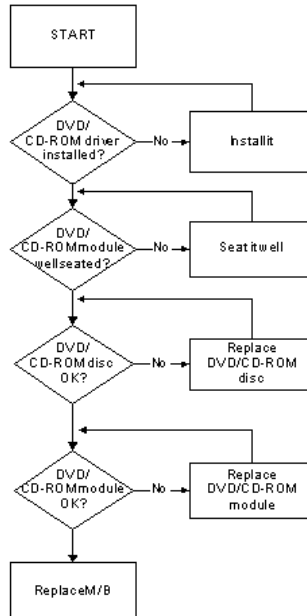 START
DVD/
CD-ROM driver
installed?
No
Install it
DVD/
CD-ROM module
well seated?
No
Seat it well
DVD/
CD-ROM disc
OK?
No
Replace
DVD/CD-ROM
disc
DVD/
CD-ROM module
OK?
No
Replace
DVD/CD-ROM
module
Replace M/B